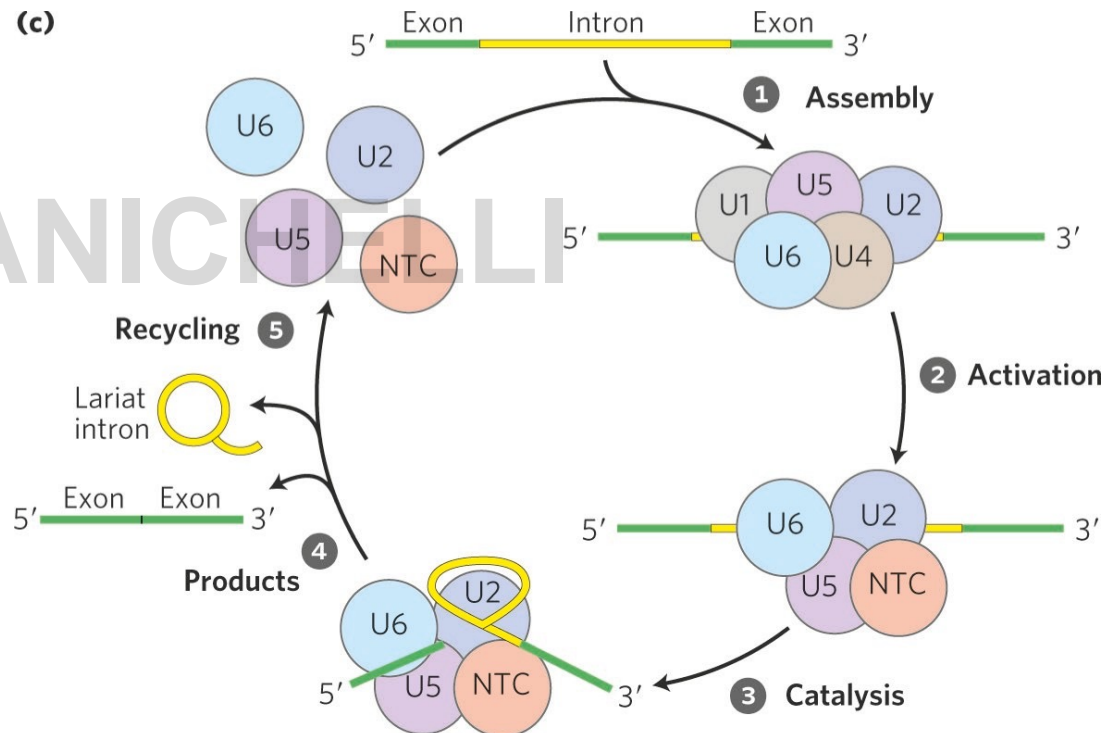 (c)
Exon Intron Exon
5′ 3′
1 Assembly
U6
U2
U5
NTC
ANICHELLI
U1 U5 U2
U6 U4
5′ 3′
Recycling 5
2 Activation
Lariat
intron
Exon Exon
5′ 3′
U6 U2
U5 NTC
5′ 3′
4
Products
U2
U6
U5 NTC
5′ 3′
3 Catalysis